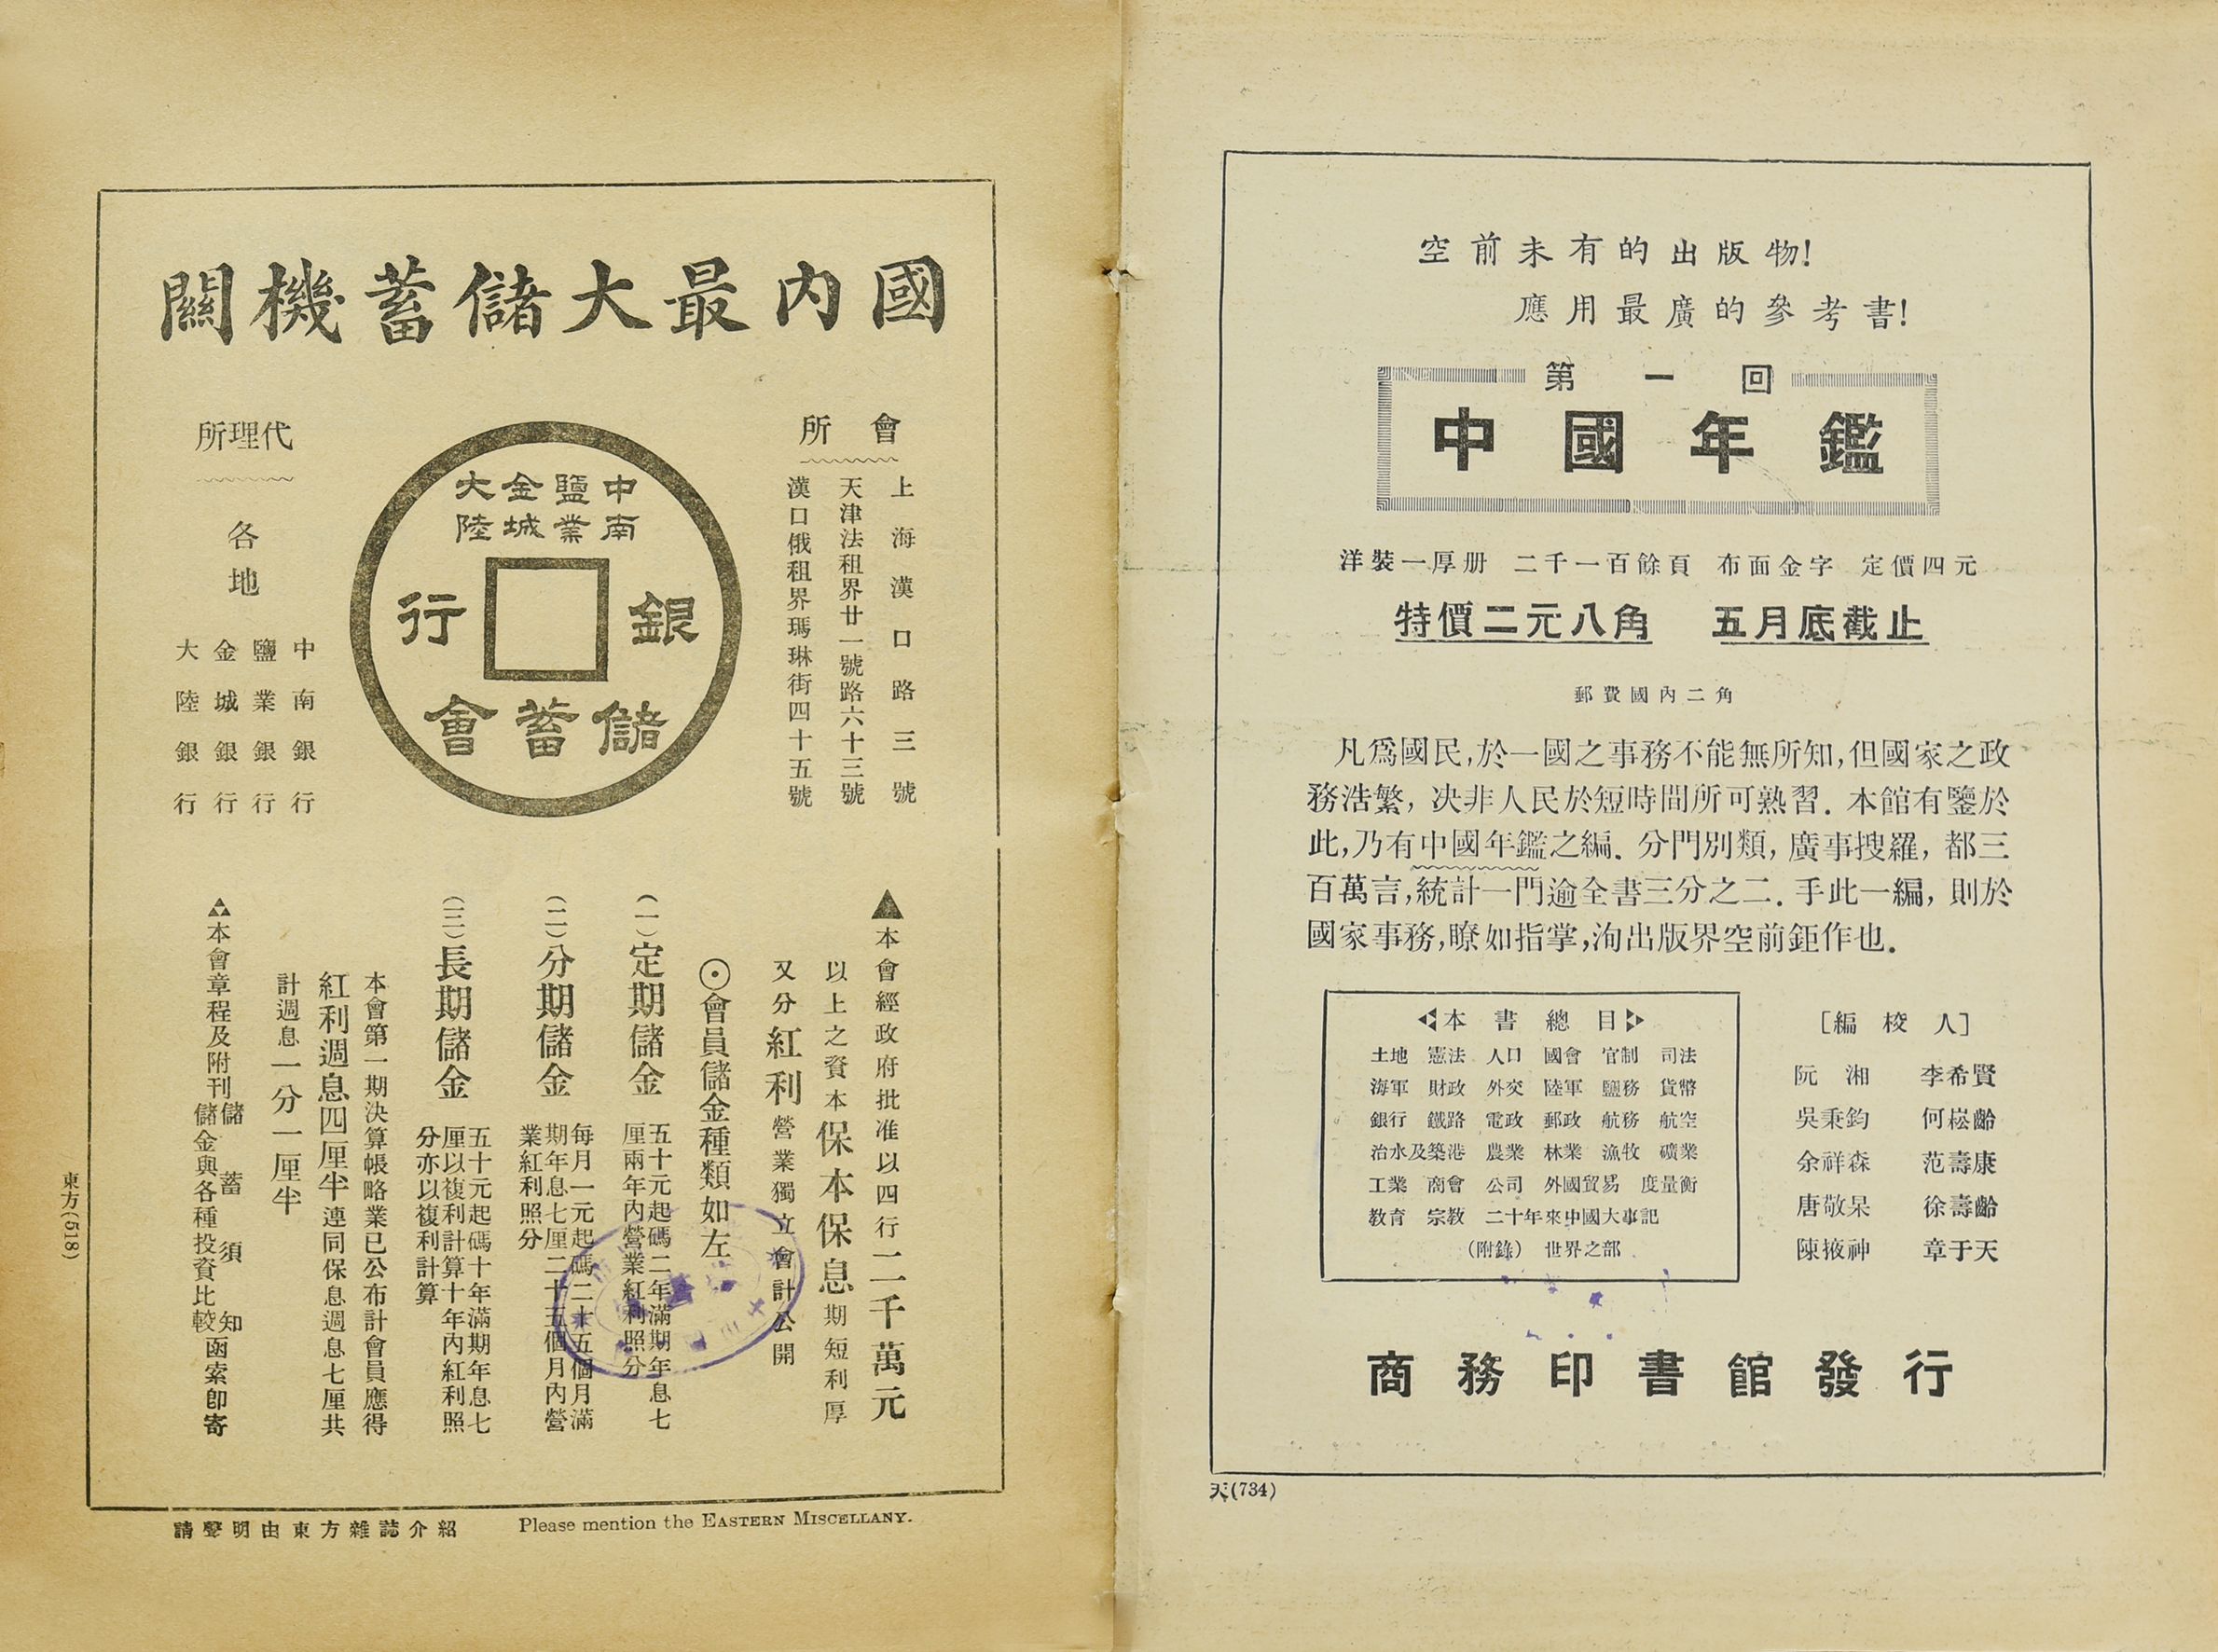 國內最大儲蓄機關
會所
上海漢口路三號
天津法租界廿一號路六十三號
漢口俄租界瑪琳街四十五號
中南
鹽業
金城
大陸
銀行
儲蓄會
代理所
各地
中南銀行
鹽業銀行
金城銀行
大陸銀行
▲本會經政府批准以四行二千萬元
以上之資本保本保息期短利厚
又分紅利營業獨立會計公開
⊙會員儲金種類如左
(一)定期儲金
五十元起碼二年滿期年息七
厘兩年內營業紅利照分
(二)分期儲金
每月一元起碼二十五個月滿
期年息七厘二十五個月內營
業紅利照分
(三)長期儲金
五十元起碼十年滿期年息七
厘以複利計算十年內紅利照
分亦以複利計算
本會第一期決算帳略業已公布計會員應得
紅利週息四厘半連同保息週息七厘共
計週息一分一厘半
本會章程及附刊
儲蓄須知
儲金與各種投資比較
函索卽寄
東方(518)
請聲明由東方雜誌介紹 Please mention the EASTERN MISCELLANY.
空前未有的出版物!
應用最廣的參考書!
第一回
中國年鑑
洋裝一厚册 二千一百餘頁 布面金字 定價四元
特價二元八角 五月底截止
郵費國內二角
凡爲國民,於一國之事務不能無所知,但國家之政
務浩繁,决非人民於短時間所可熟習.本館有鑒於
此,乃有中國年鑑之編.分門別類,廣事搜羅,都三
百萬言,統計一門逾全書三分之二.手此一編,則於
國家事務,瞭如指掌,洵出版界空前鉅作也.
本書總目
土地 憲法 人口 國會 官制 司法
海軍 財政 外交 陸軍 鹽務 貨幣
銀行 鐵路 電政 郵政 航務 航空
治水及築港 農業 林業 漁牧 礦業
工業 商會 公司 外國貿易 度量衡
教育 宗教 二十年來中國大事記
(附錄) 世界之部
[編校人]
阮湘 李希賢
吳秉鈞 何崧齡
余祥森 范壽康
唐敬杲 徐壽齡
陳掖神 章于天
商務印書館發行
天(734)